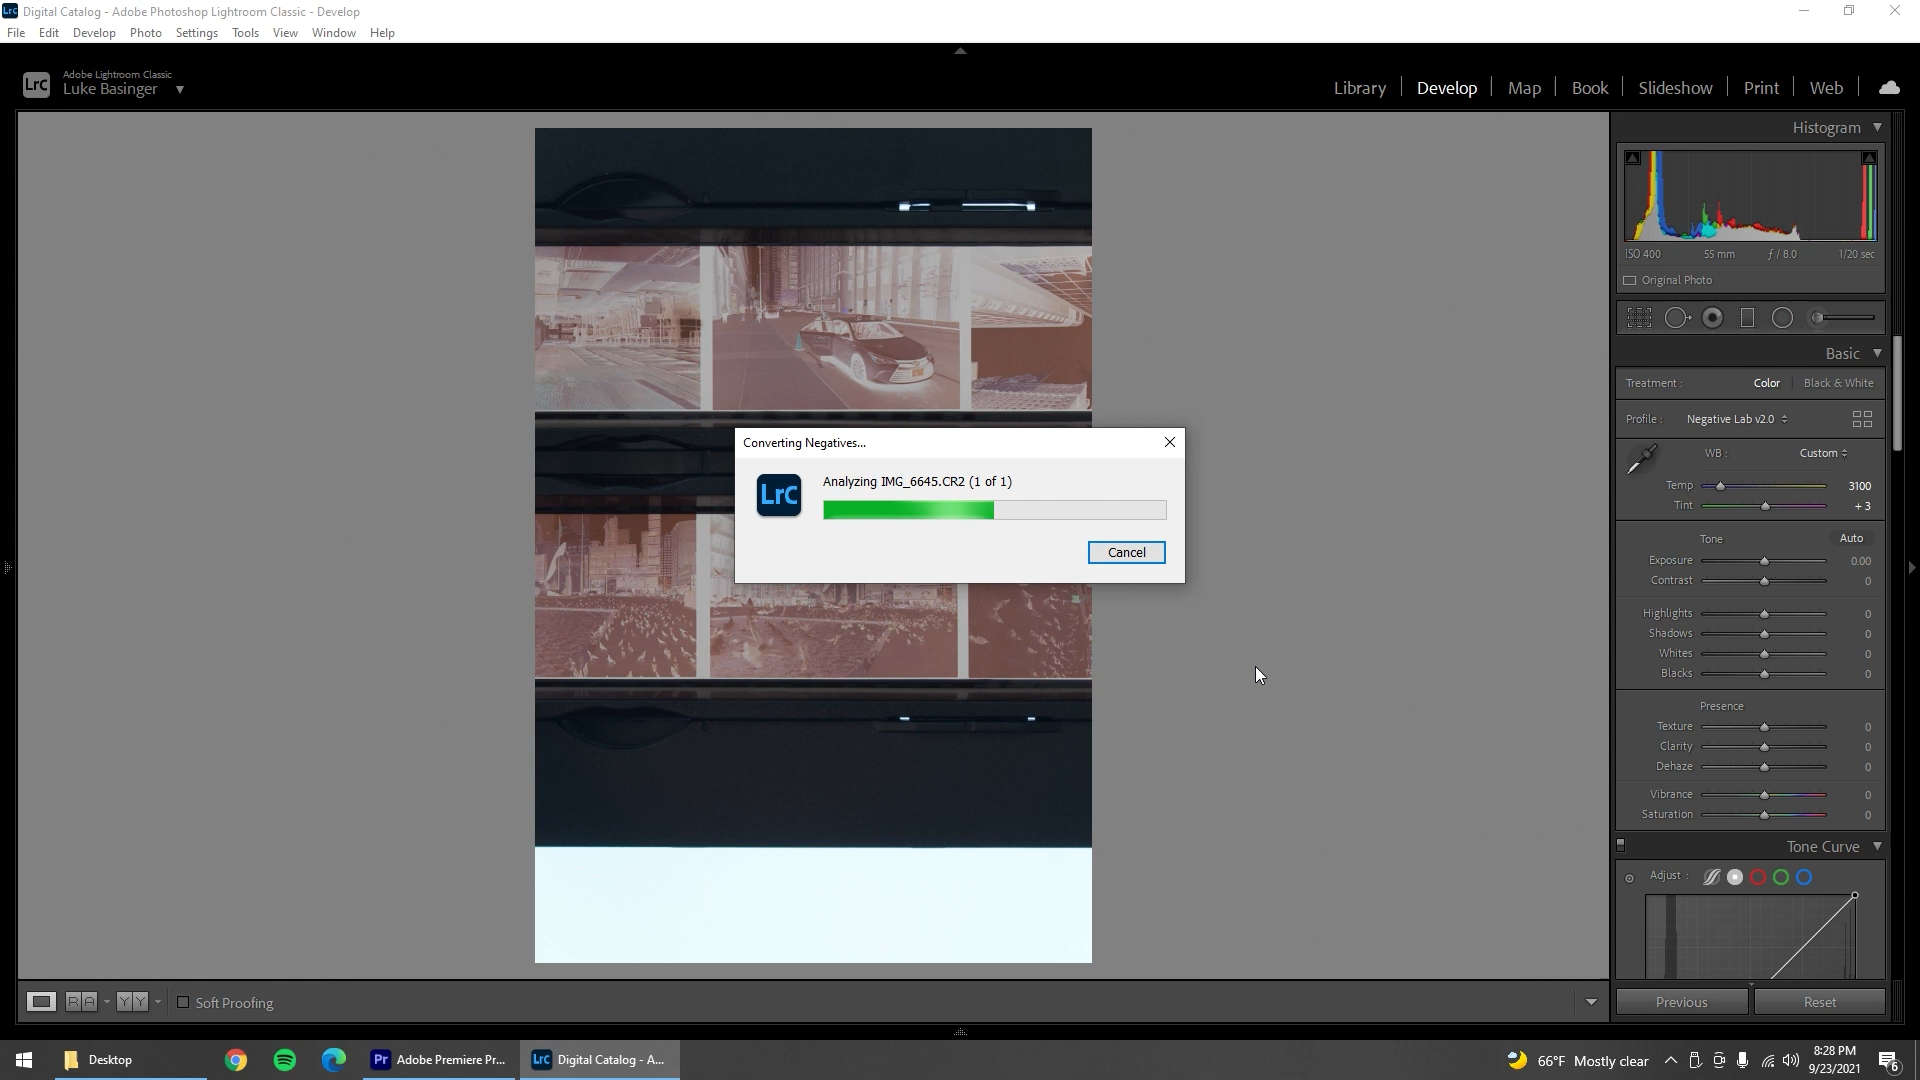 Digital Catalog - Adobe Photoshop Lightroom Classic - Develop
File Edit Develop Photo Settings Tools View Window Help
LrC
Adobe Lightroom Classic
Luke Basinger
Library | Develop | Map | Book | Slideshow | Print | Web
Histogram
ISO 400 55 mm ƒ / 8.0 1/20 sec
Original Photo
Basic
Treatment : Color Black & White
Profile : Negative Lab v2.0
WB : Custom
Temp 3100
Tint + 3
Tone Auto
Exposure 0.00
Contrast 0
Highlights 0
Shadows 0
Whites 0
Blacks 0
Presence
Texture 0
Clarity 0
Dehaze 0
Vibrance 0
Saturation 0
Tone Curve
Adjust :
Previous Reset
Converting Negatives...
LrC
Analyzing IMG_6645.CR2 (1 of 1)
Cancel
R A Y Y Soft Proofing
Desktop
Pr Adobe Premiere Pr...
LrC Digital Catalog - A...
66°F Mostly clear
8:28 PM
9/23/2021
6